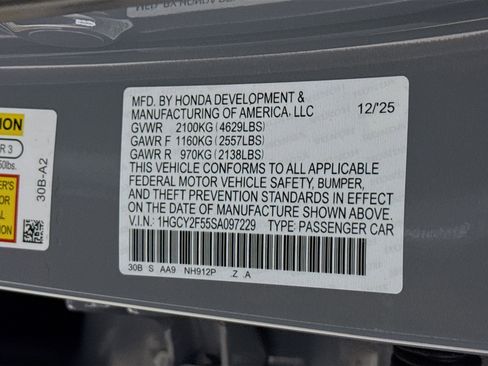 MFD. BY HONDA DEVELOPMENT &
MANUFACTURING OF AMERICA, LLC 12/'25
GVWR 2100KG (4629LBS)
GAWR F 1160KG (2557LBS)
GAWR R 970KG (2138LBS)
THIS VEHICLE CONFORMS TO ALL APPLICABLE
FEDERAL MOTOR VEHICLE SAFETY, BUMPER,
AND THEFT PREVENTION STANDARDS IN EFFECT
ON THE DATE OF MANUFACTURE SHOWN ABOVE.
V.I.N.: 1HGCY2F55SA097229 TYPE: PASSENGER CAR
30B S AA9 NH912P .Z .A
30B-A2